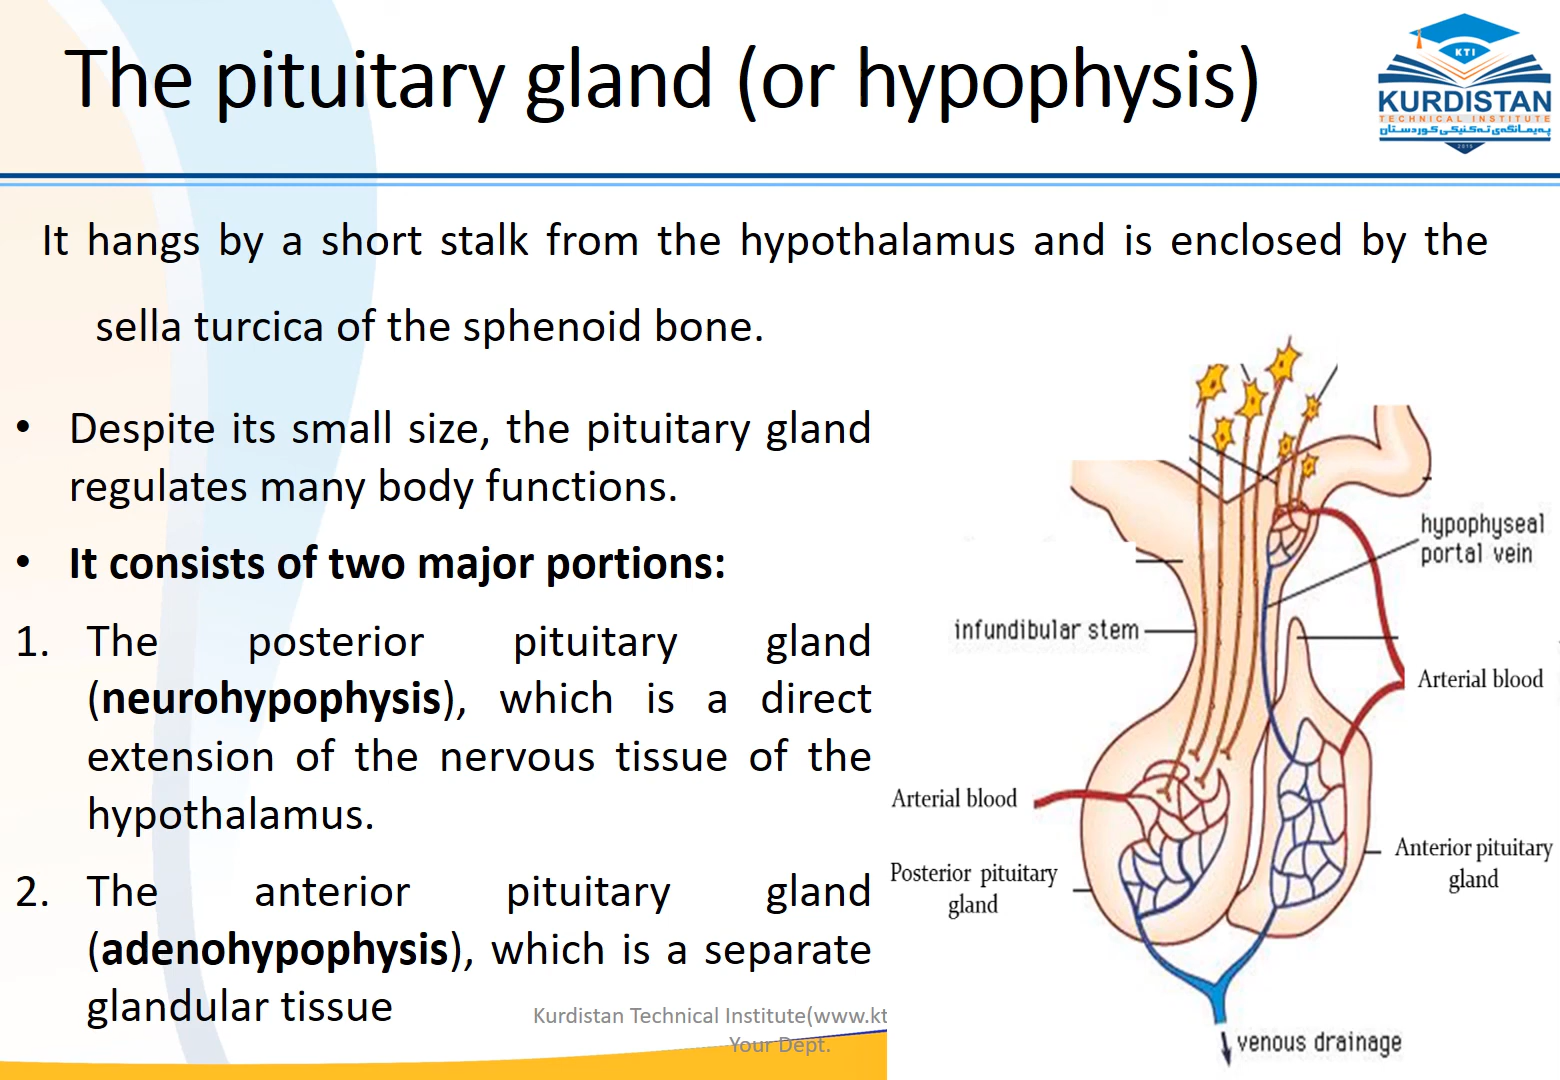 The pituitary gland (or hypophysis)
KTI
KURDISTAN
TECHNICAL INSTITUTE
پەیمانگەی تەکنیکی کوردستان
2015
It hangs by a short stalk from the hypothalamus and is enclosed by the
sella turcica of the sphenoid bone.
• Despite its small size, the pituitary gland
regulates many body functions.
• It consists of two major portions:
1. The posterior pituitary gland
(neurohypophysis), which is a direct
extension of the nervous tissue of the
hypothalamus.
2. The anterior pituitary gland
(adenohypophysis), which is a separate
glandular tissue
hypophyseal
portal vein
infundibular stem
Arterial blood
Arterial blood
Posterior pituitary
gland
Anterior pituitary
gland
venous drainage
Kurdistan Technical Institute(www.kt
Your Dept.